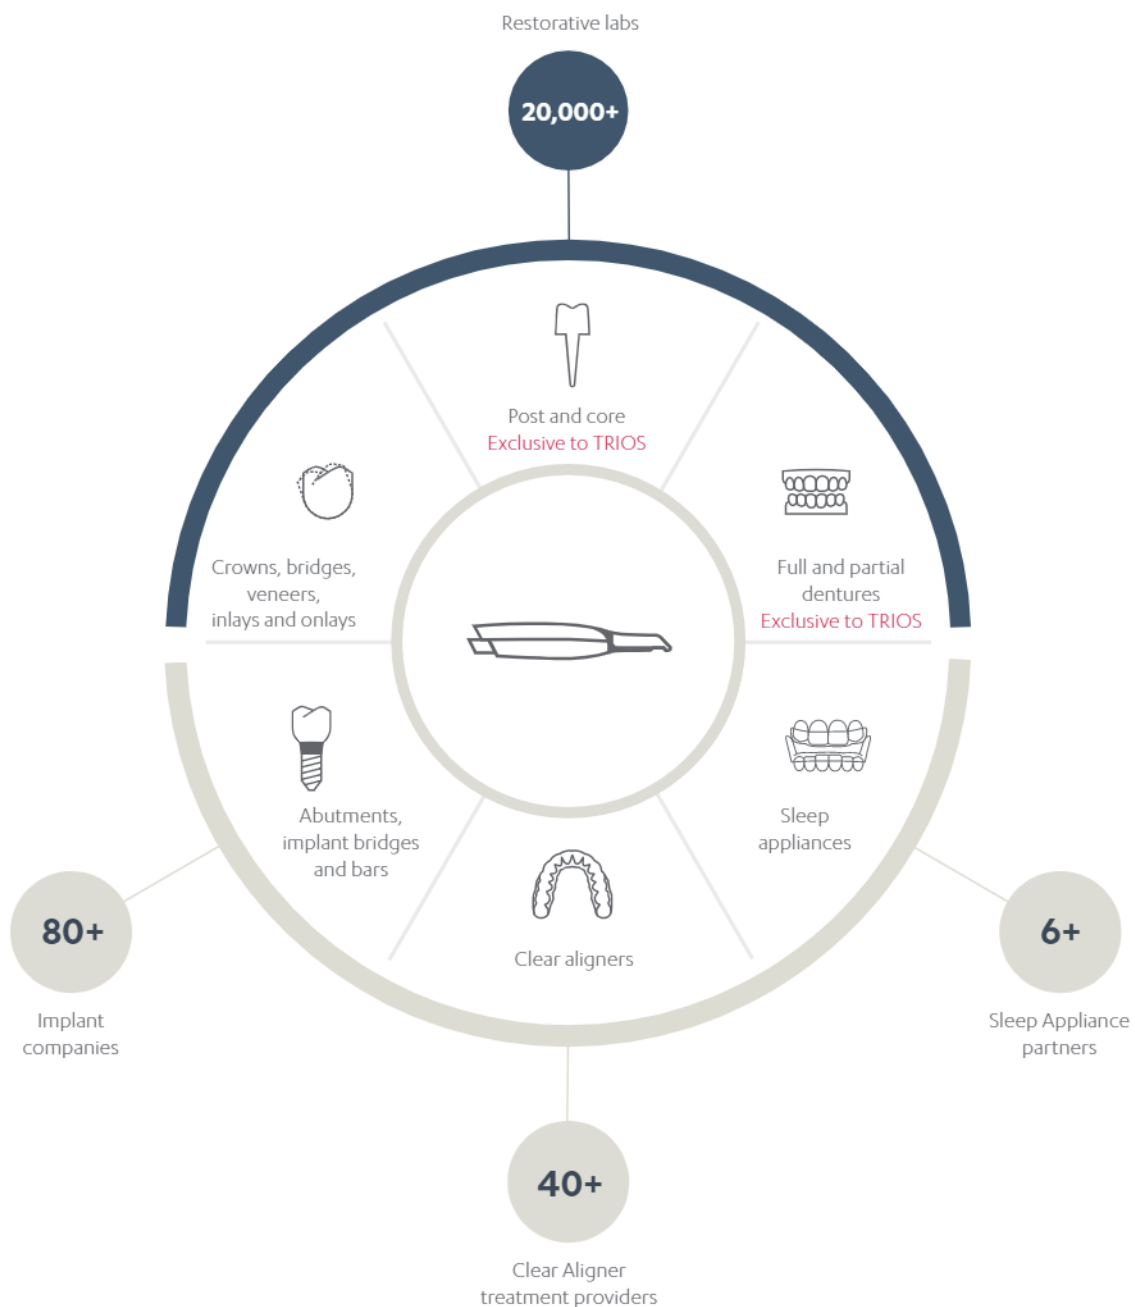 Restorative labs
20,000+
Post and core
Exclusive to TRIOS
Crowns, bridges,
veneers,
inlays and onlays
Full and partial
dentures
Exclusive to TRIOS
Abutments,
implant bridges
and bars
Sleep
appliances
Clear aligners
80+
Implant
companies
6+
Sleep Appliance
partners
40+
Clear Aligner
treatment providers